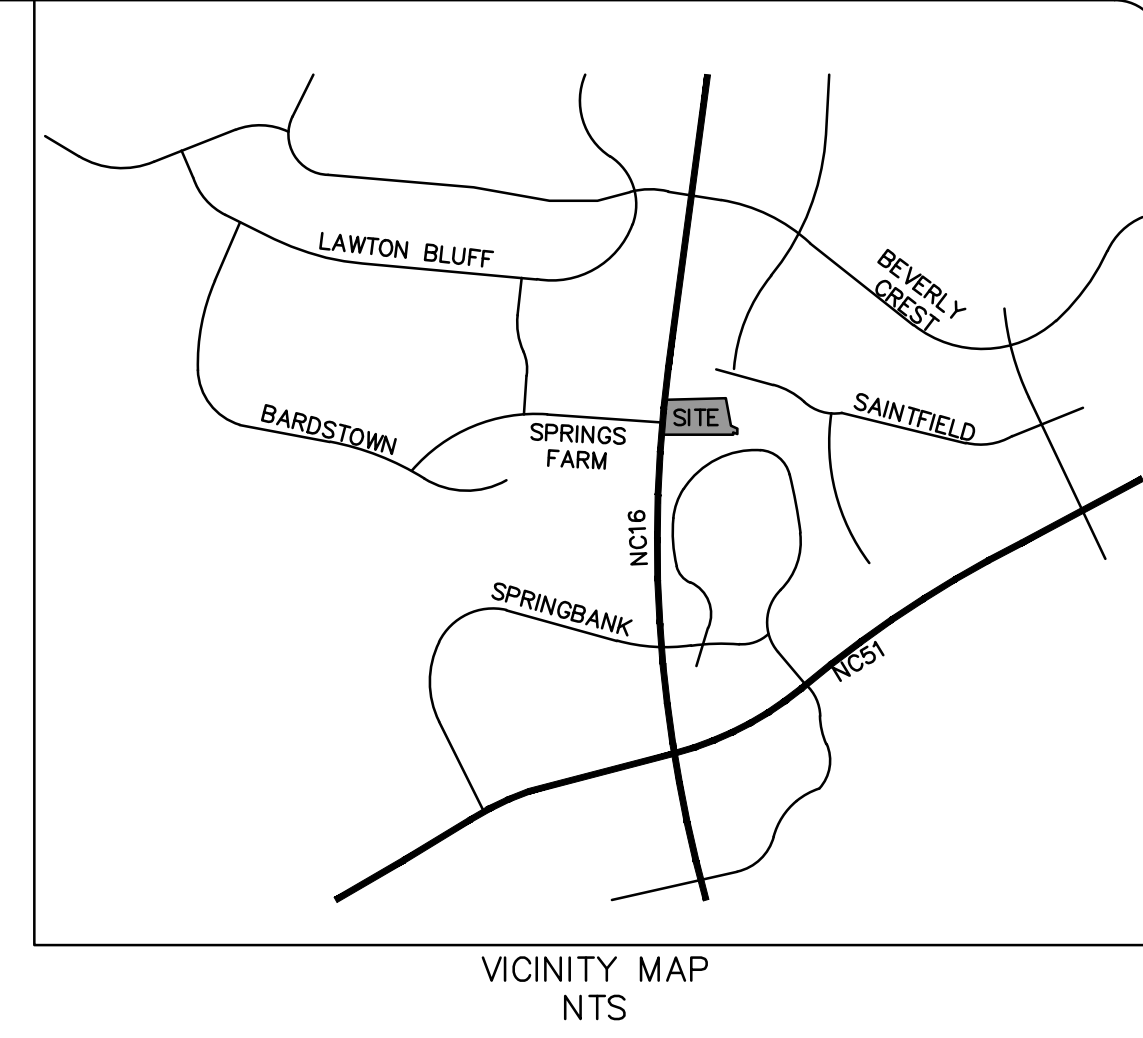 LAWTON BLUFF
BEVERLY
CREST
BARDSTOWN
SPRINGS
FARM
SITE
SAINTFIELD
NC16
SPRINGBANK
NC51
VICINITY MAP
NTS